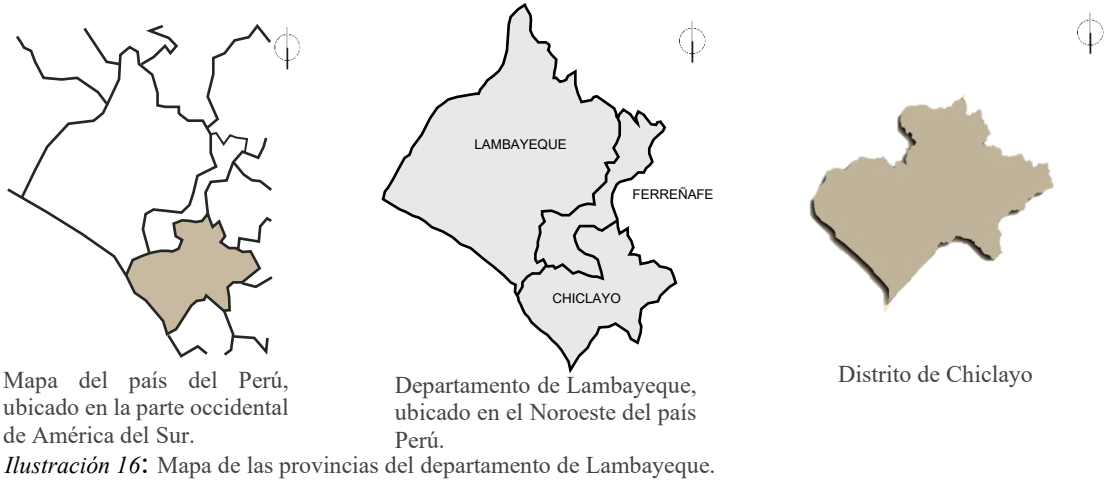 LAMBAYEQUE
FERREÑAFE
CHICLAYO
Mapa del país del Perú,
ubicado en la parte occidental
de América del Sur.
Departamento de Lambayeque,
ubicado en el Noroeste del país
Perú.
Distrito de Chiclayo
Ilustración 16: Mapa de las provincias del departamento de Lambayeque.